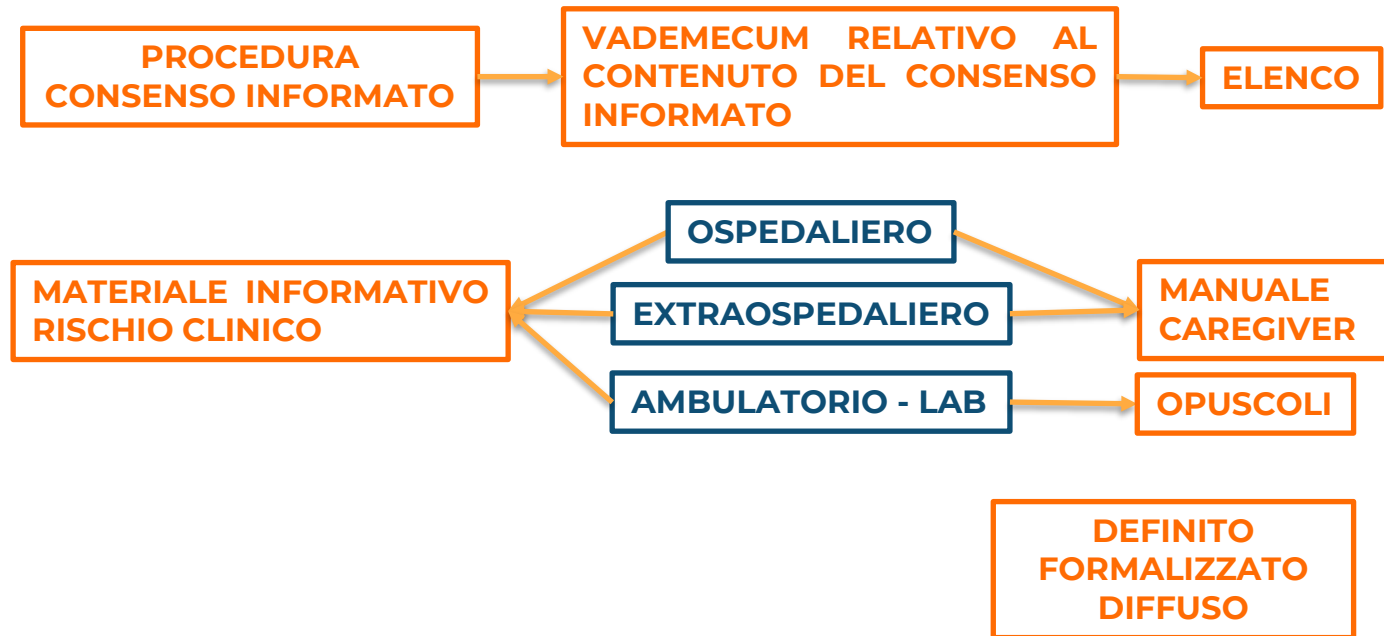 PROCEDURA
CONSENSO INFORMATO
VADEMECUM RELATIVO AL
CONTENUTO DEL CONSENSO
INFORMATO
ELENCO
OSPEDALIERO
MATERIALE INFORMATIVO
RISCHIO CLINICO
EXTRAOSPEDALIERO
MANUALE
CAREGIVER
AMBULATORIO - LAB
OPUSCOLI
DEFINITO
FORMALIZZATO
DIFFUSO